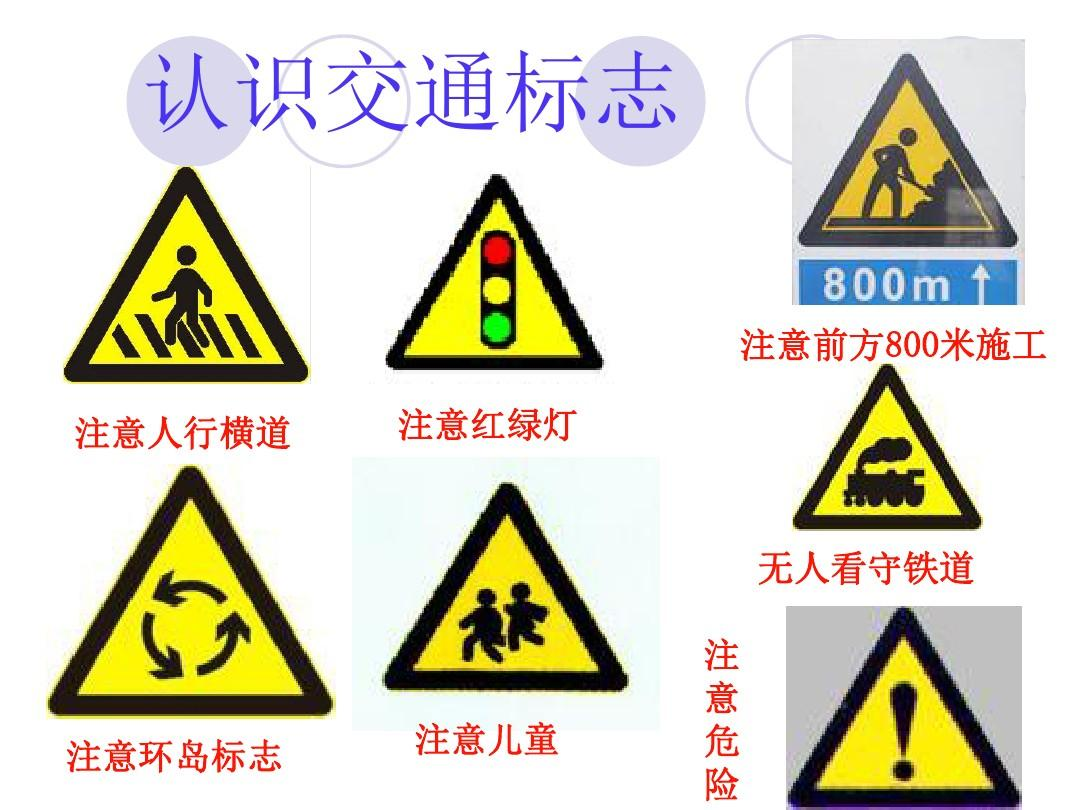 认识交通标志
800m
注意前方800米施工
注意人行横道
注意红绿灯
无人看守铁道
注意环岛标志
注意儿童
注意危险